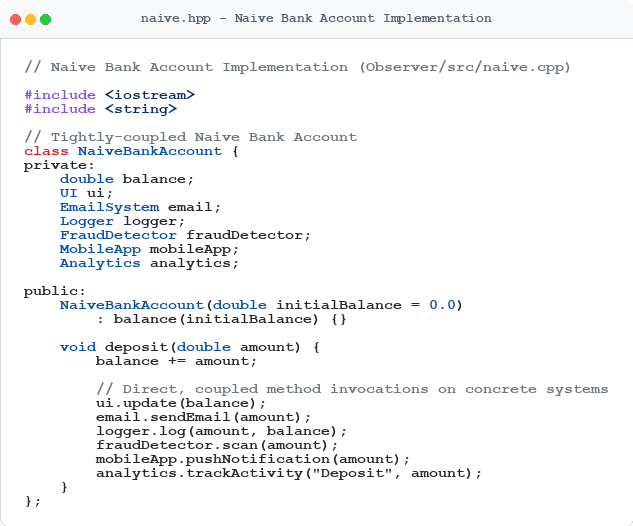 naive.hpp - Naive Bank Account Implementation
// Naive Bank Account Implementation (Observer/src/naive.cpp)
#include <iostream>
#include <string>
// Tightly-coupled Naive Bank Account
class NaiveBankAccount {
private:
    double balance;
    UI ui;
    EmailSystem email;
    Logger logger;
    FraudDetector fraudDetector;
    MobileApp mobileApp;
    Analytics analytics;
public:
    NaiveBankAccount(double initialBalance = 0.0)
        : balance(initialBalance) {}
    void deposit(double amount) {
        balance += amount;
        // Direct, coupled method invocations on concrete systems
        ui.update(balance);
        email.sendEmail(amount);
        logger.log(amount, balance);
        fraudDetector.scan(amount);
        mobileApp.pushNotification(amount);
        analytics.trackActivity("Deposit", amount);
    }
};